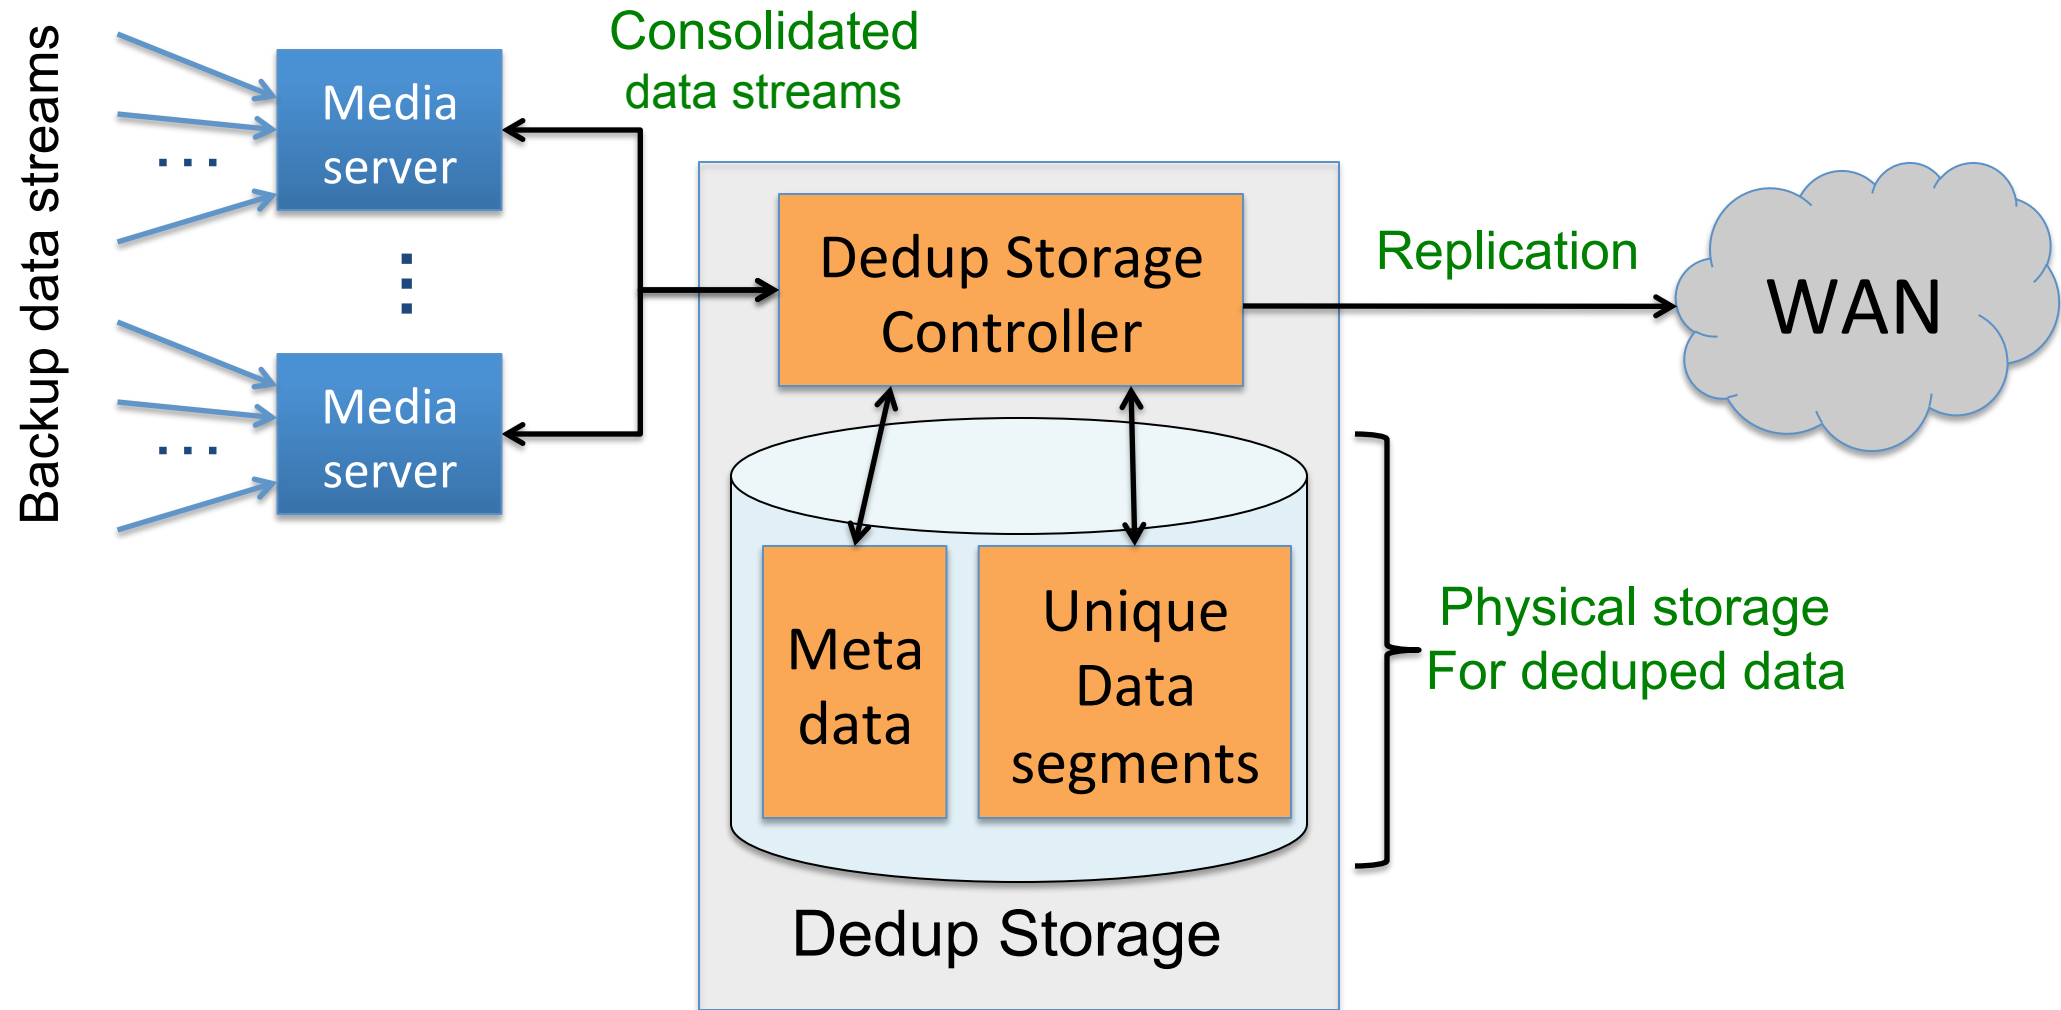 Backup data streams
Media
server
. . .
Media
server
. . .
Consolidated
data streams
Dedup Storage
Controller
Replication
WAN
Meta
data
Unique
Data
segments
Physical storage
For deduped data
Dedup Storage